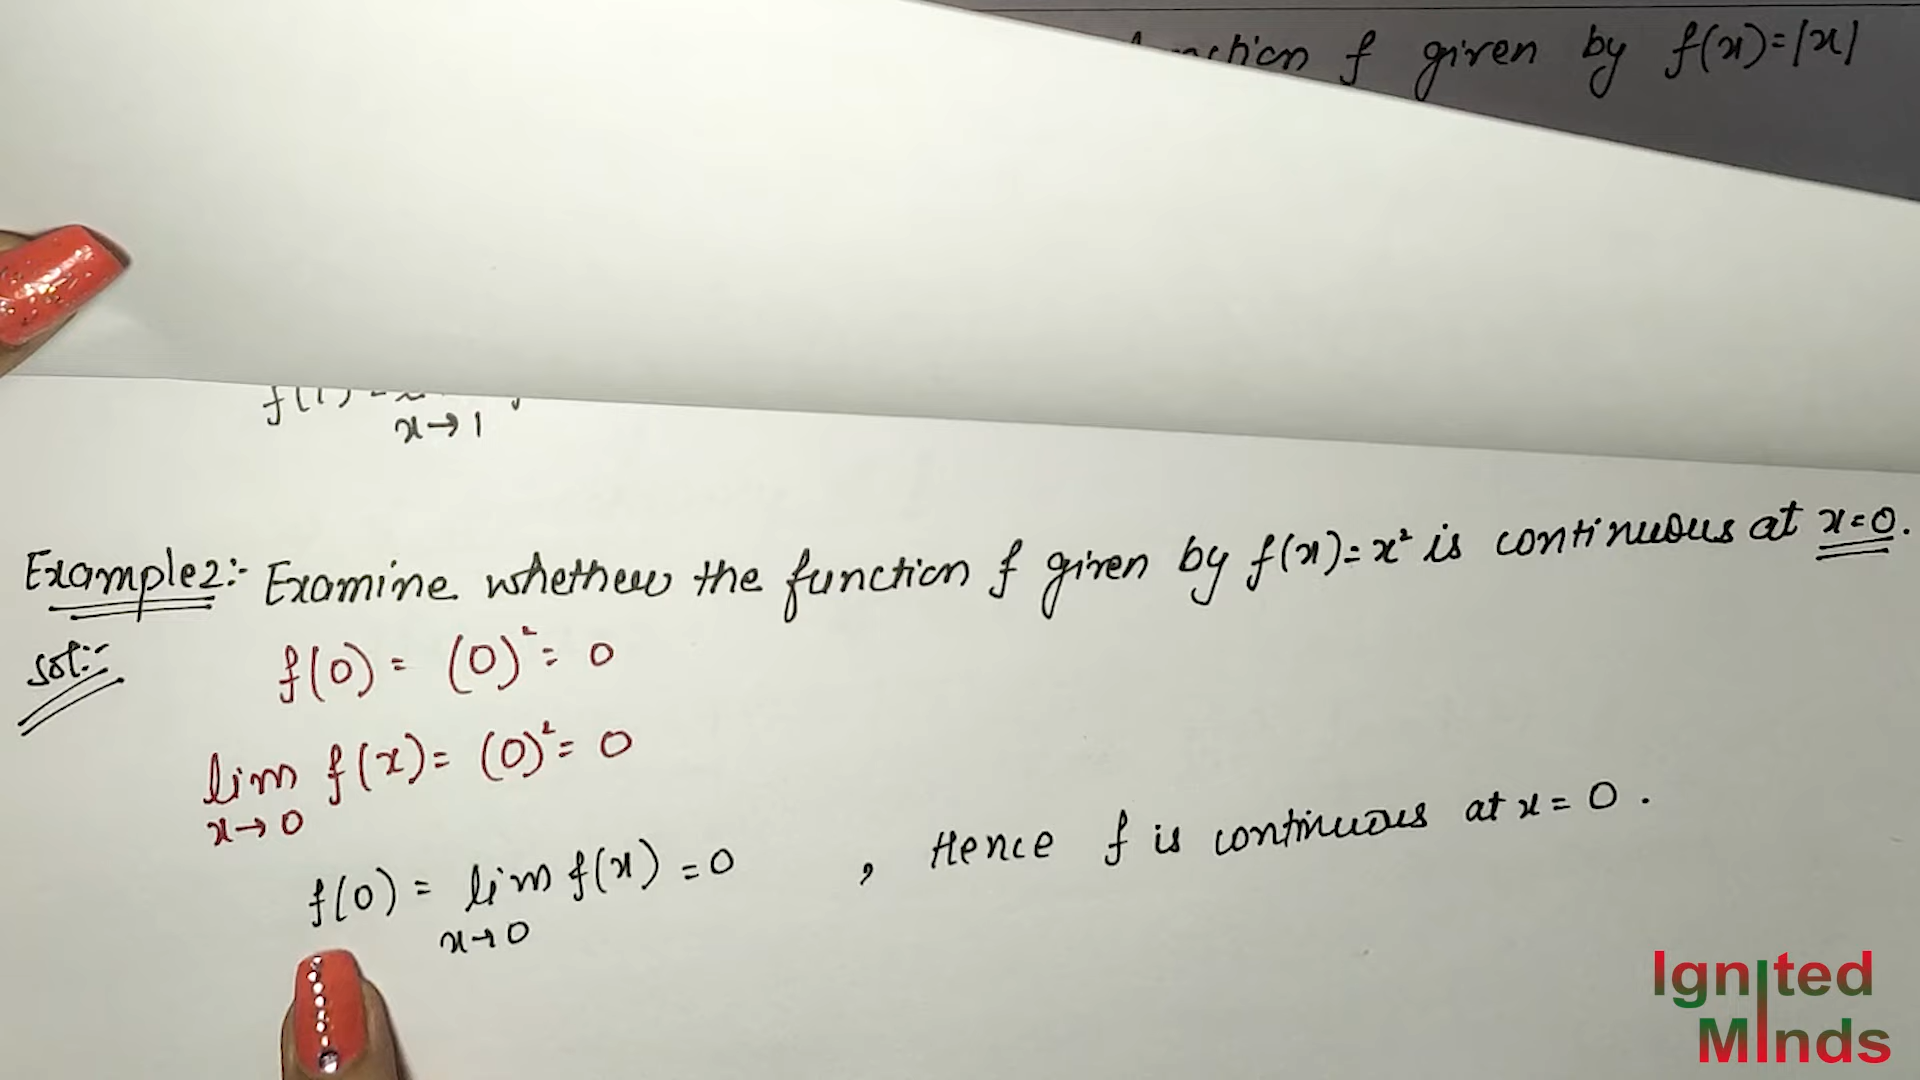 f given by f(x)=|x|
x→1
Example2:- Examine whether the function f given by f(x)=x² is continuous at x=0.
Sol:-
f(0) = (0)² = 0
lim f(x) = (0)² = 0
x→0
f(0) = lim f(x) = 0 , Hence f is continuous at x = 0 .
x→0
Ignited
Minds